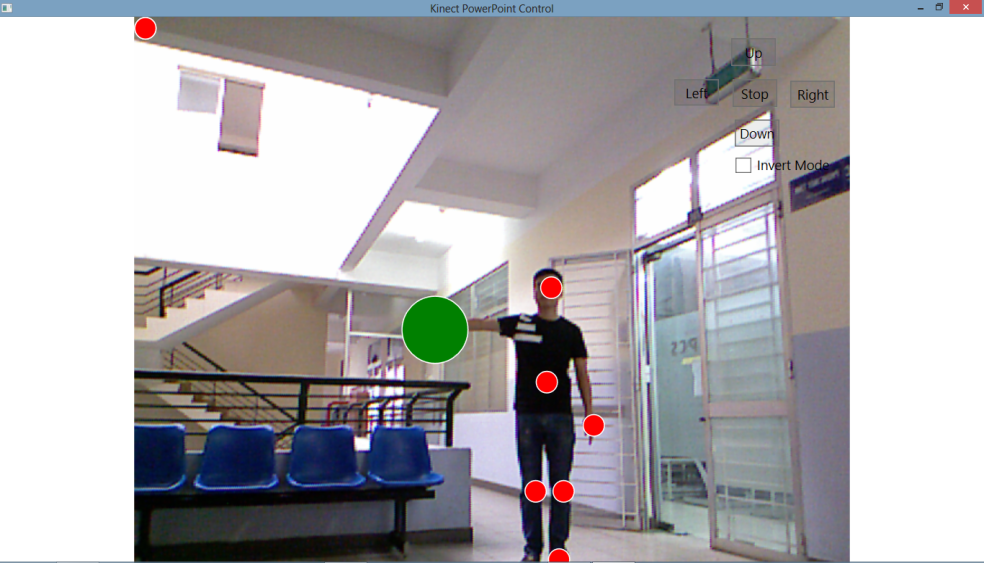 Kinect PowerPoint Control
Up
Left
Stop
Right
Down
Invert Mode